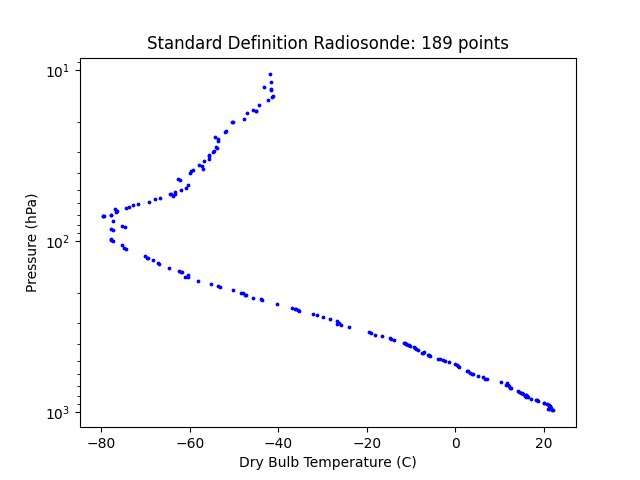 Standard Definition Radiosonde: 189 points
10¹
10²
10³
Pressure (hPa)
−80 −60 −40 −20 0 20
Dry Bulb Temperature (C)